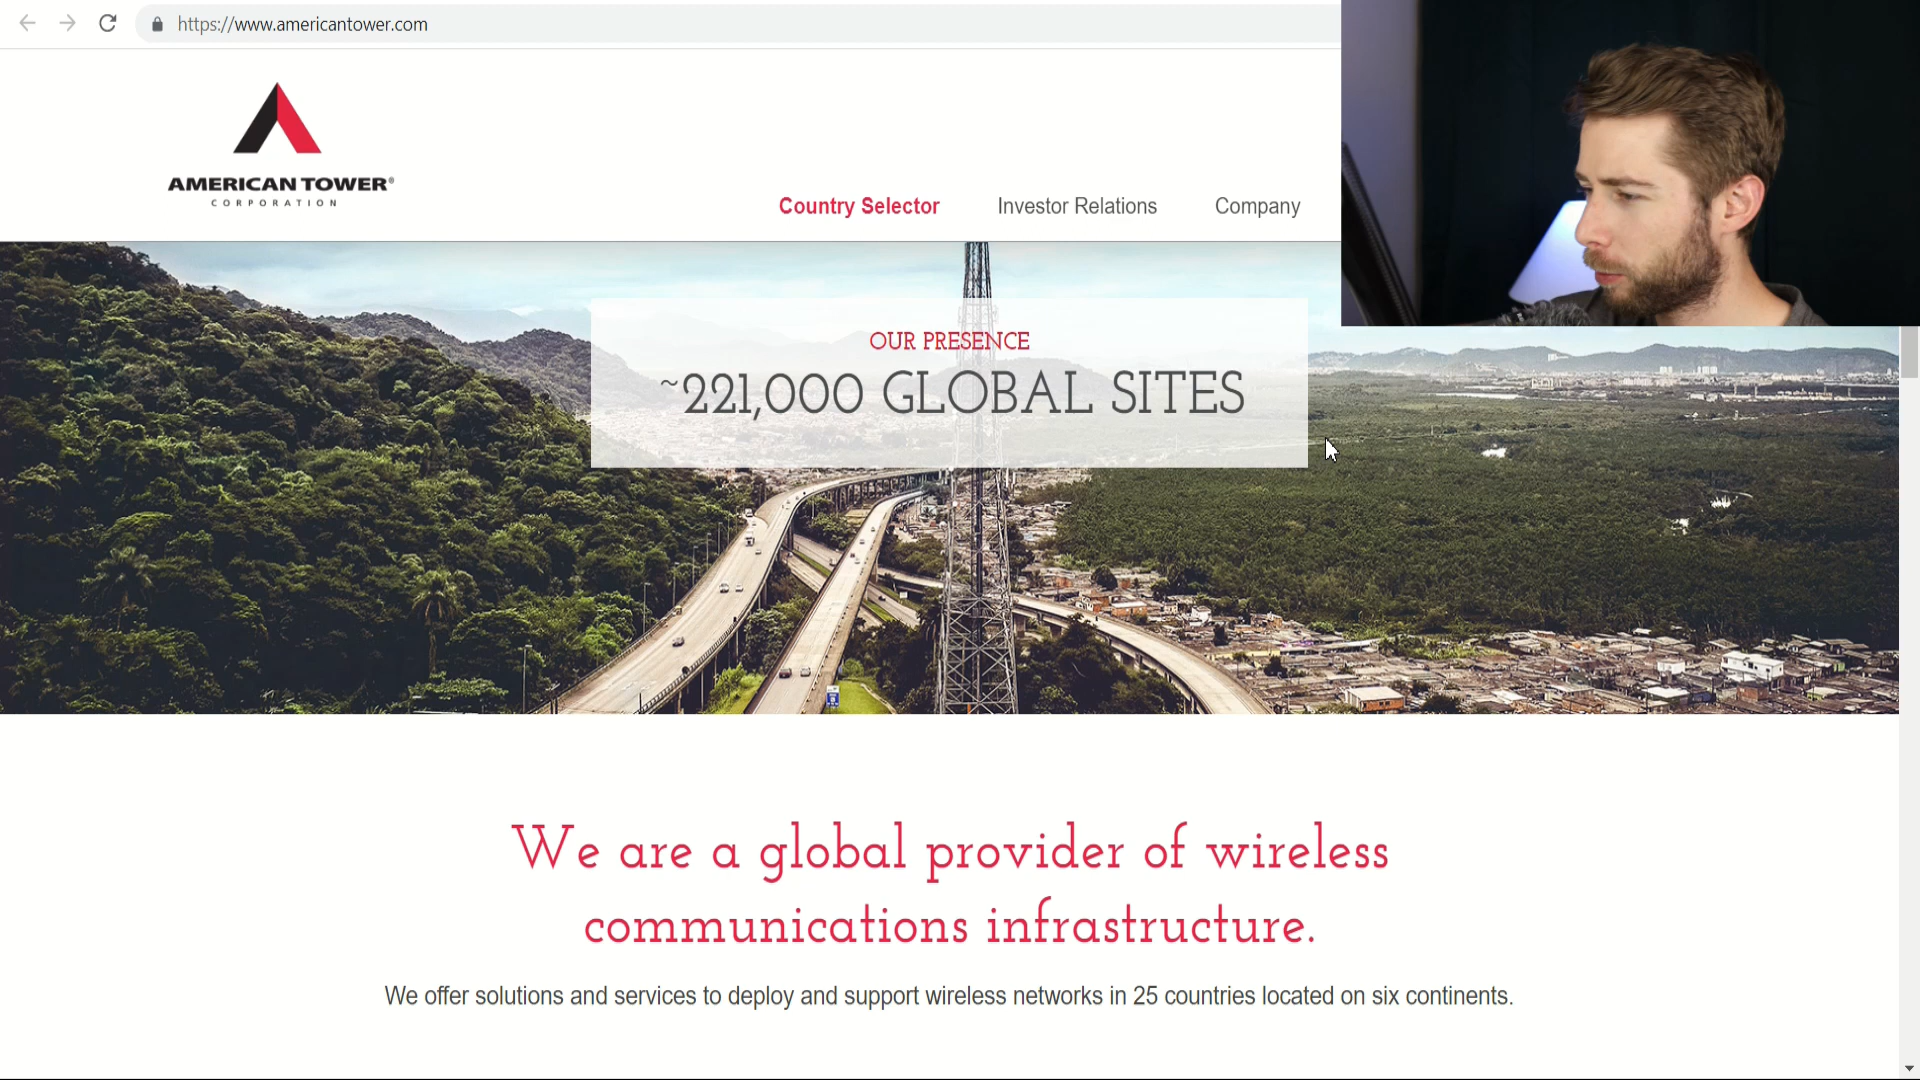 https://www.americantower.com
AMERICAN TOWER®
CORPORATION
Country Selector
Investor Relations
Company
OUR PRESENCE
~221,000 GLOBAL SITES
We are a global provider of wireless
communications infrastructure.
We offer solutions and services to deploy and support wireless networks in 25 countries located on six continents.